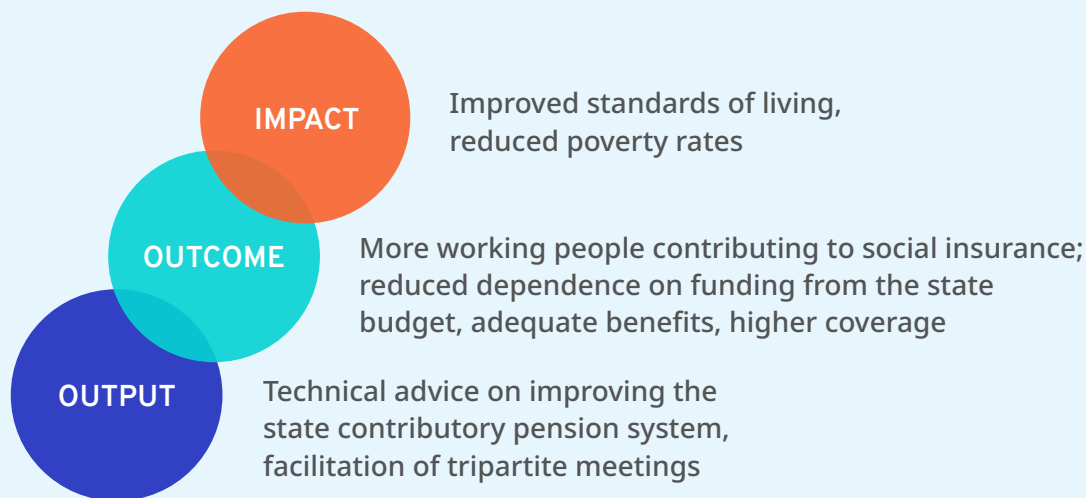 IMPACT
Improved standards of living,
reduced poverty rates
OUTCOME
More working people contributing to social insurance;
reduced dependence on funding from the state
budget, adequate benefits, higher coverage
OUTPUT
Technical advice on improving the
state contributory pension system,
facilitation of tripartite meetings